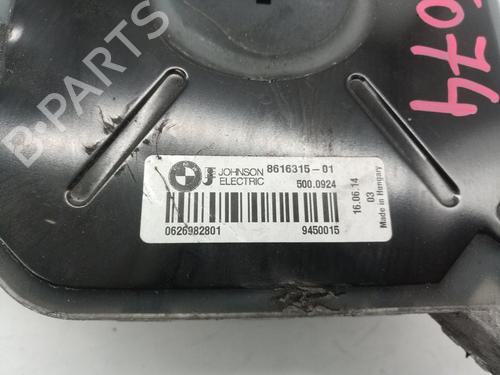 B-PARTS
5074
JOHNSON ELECTRIC
8616315-01
500.0924
0626982801
9450015
16.06.14
03
Made in Hungary